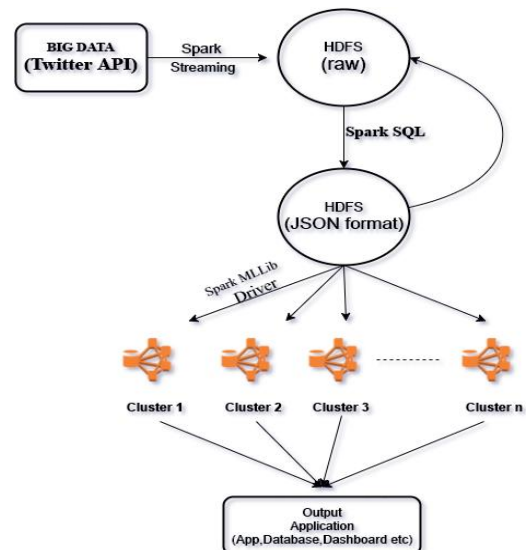 BIG DATA
(Twitter API)
Spark
Streaming
HDFS
(raw)
Spark SQL
HDFS
(JSON format)
Spark MLLib
Driver
Cluster 1
Cluster 2
Cluster 3
Cluster n
Output
Application
(App,Database,Dashboard etc)